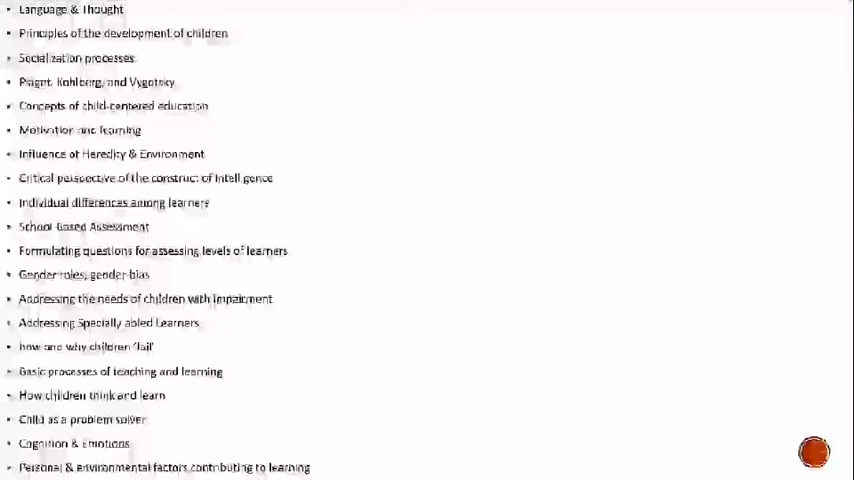 Language & Thought
Principles of the development of children
Socialization processes
Piaget, Kohlberg, and Vygotsky
Concepts of child-centered education
Motivation and learning
Influence of Heredity & Environment
Critical perspective of the construct of Intelligence
Individual differences among learners
School-Based Assessment
Formulating questions for assessing levels of learners
Gender roles, gender-bias
Addressing the needs of children with impairment
Addressing Specially abled Learners
how and why children 'fail'
Basic processes of teaching and learning
How children think and learn
Child as a problem solver
Cognition & Emotions
Personal & environmental factors contributing to learning